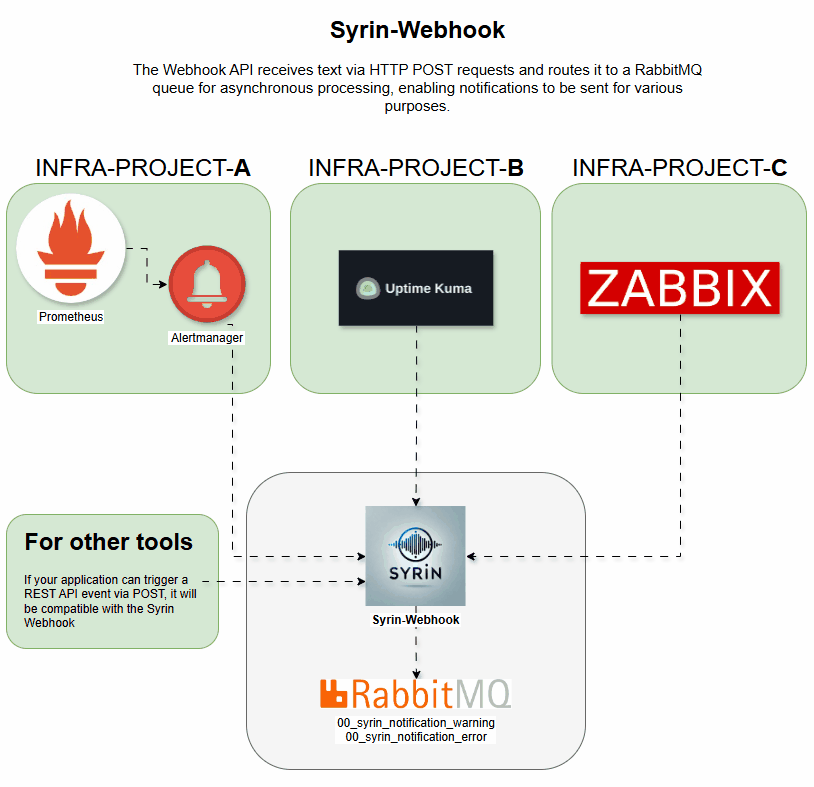 Syrin-Webhook
The Webhook API receives text via HTTP POST requests and routes it to a RabbitMQ
queue for asynchronous processing, enabling notifications to be sent for various
purposes.
INFRA-PROJECT-A
INFRA-PROJECT-B
INFRA-PROJECT-C
Prometheus
Alertmanager
Uptime Kuma
ZABBIX
For other tools
If your application can trigger a
REST API event via POST, it will
be compatible with the Syrin
Webhook
SYRIN
Syrin-Webhook
RabbitMQ
00_syrin_notification_warning
00_syrin_notification_error